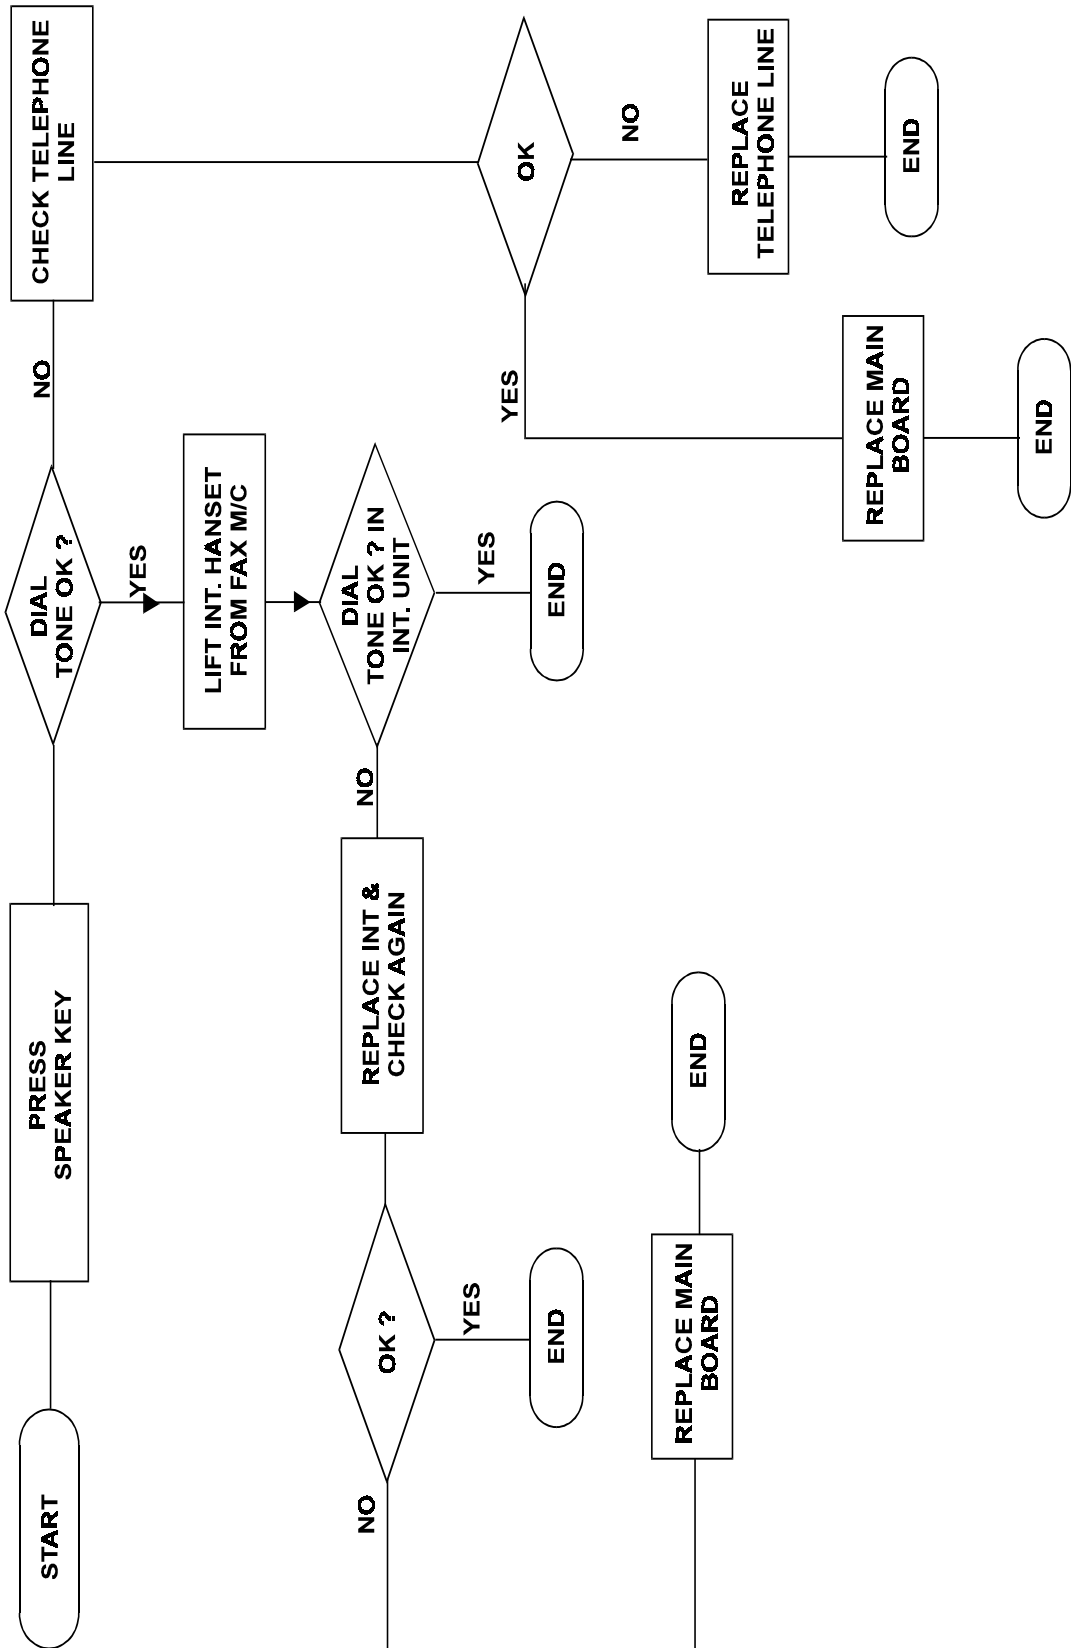 START
PRESS
SPEAKER KEY
DIAL
TONE OK ?
NO
CHECK TELEPHONE
LINE
YES
LIFT INT. HANSET
FROM FAX M/C
NO
OK ?
YES
END
NO
REPLACE INT &
CHECK AGAIN
NO
DIAL
TONE OK ? IN
INT. UNIT
YES
END
YES
OK
NO
REPLACE
TELEPHONE LINE
END
REPLACE MAIN
BOARD
END
REPLACE MAIN
BOARD
END